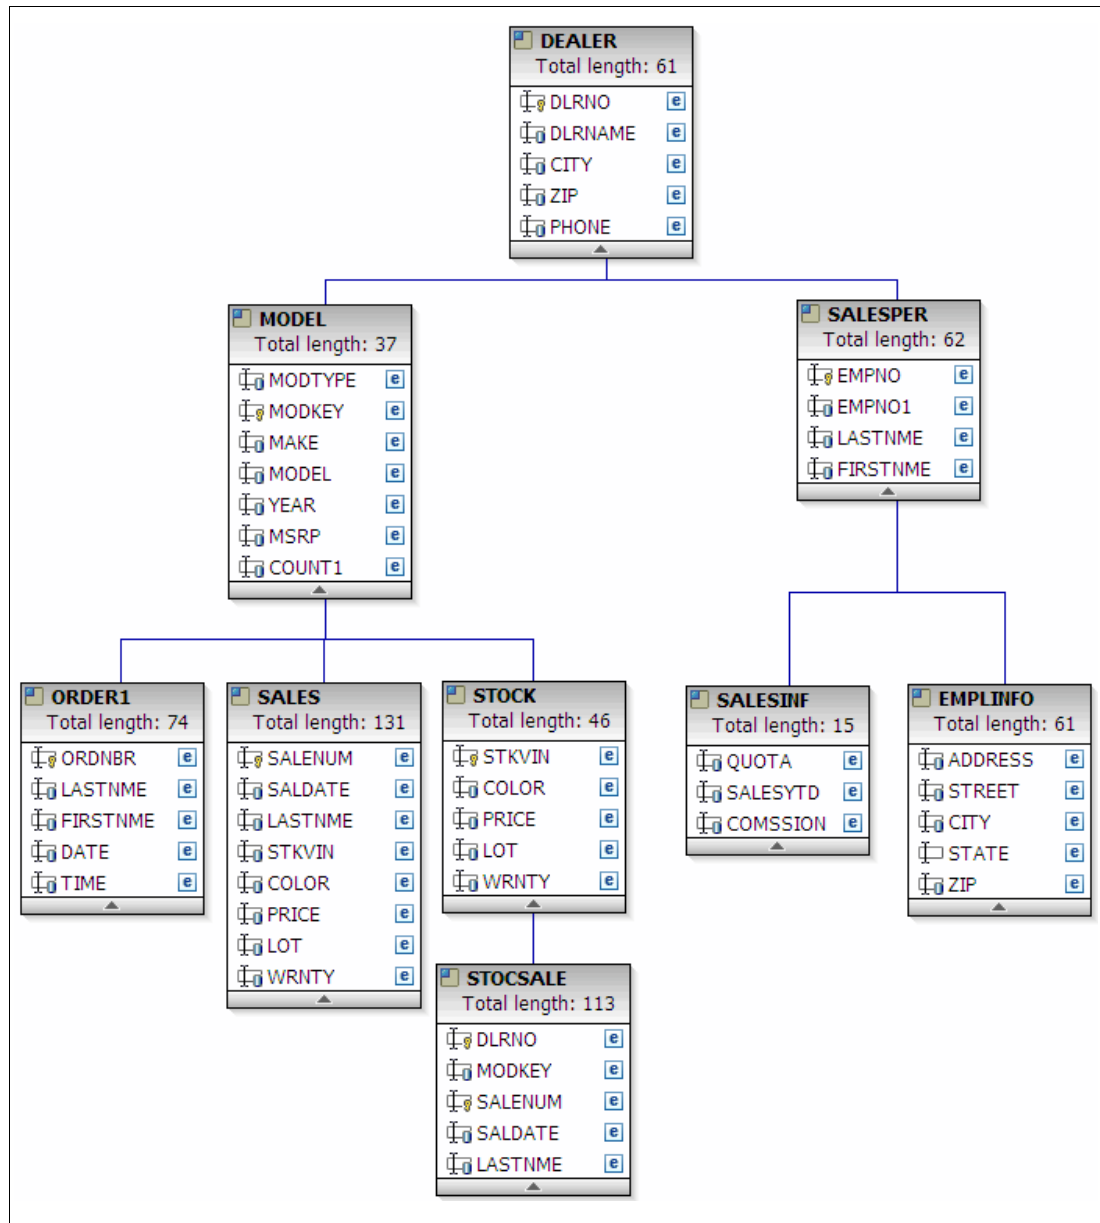 DEALER
Total length: 61
DLRNO e
DLRNAME e
CITY e
ZIP e
PHONE e
MODEL
Total length: 37
MODTYPE e
MODKEY e
MAKE e
MODEL e
YEAR e
MSRP e
COUNT1 e
SALESPER
Total length: 62
EMPNO e
EMPNO1 e
LASTNME e
FIRSTNME e
ORDER1
Total length: 74
ORDNBR e
LASTNME e
FIRSTNME e
DATE e
TIME e
SALES
Total length: 131
SALENUM e
SALDATE e
LASTNME e
STKVIN e
COLOR e
PRICE e
LOT e
WRNTY e
STOCK
Total length: 46
STKVIN e
COLOR e
PRICE e
LOT e
WRNTY e
SALESINF
Total length: 15
QUOTA e
SALESYTD e
COMSSION e
EMPLINFO
Total length: 61
ADDRESS e
STREET e
CITY e
STATE e
ZIP e
STOCSALE
Total length: 113
DLRNO e
MODKEY e
SALENUM e
SALDATE e
LASTNME e